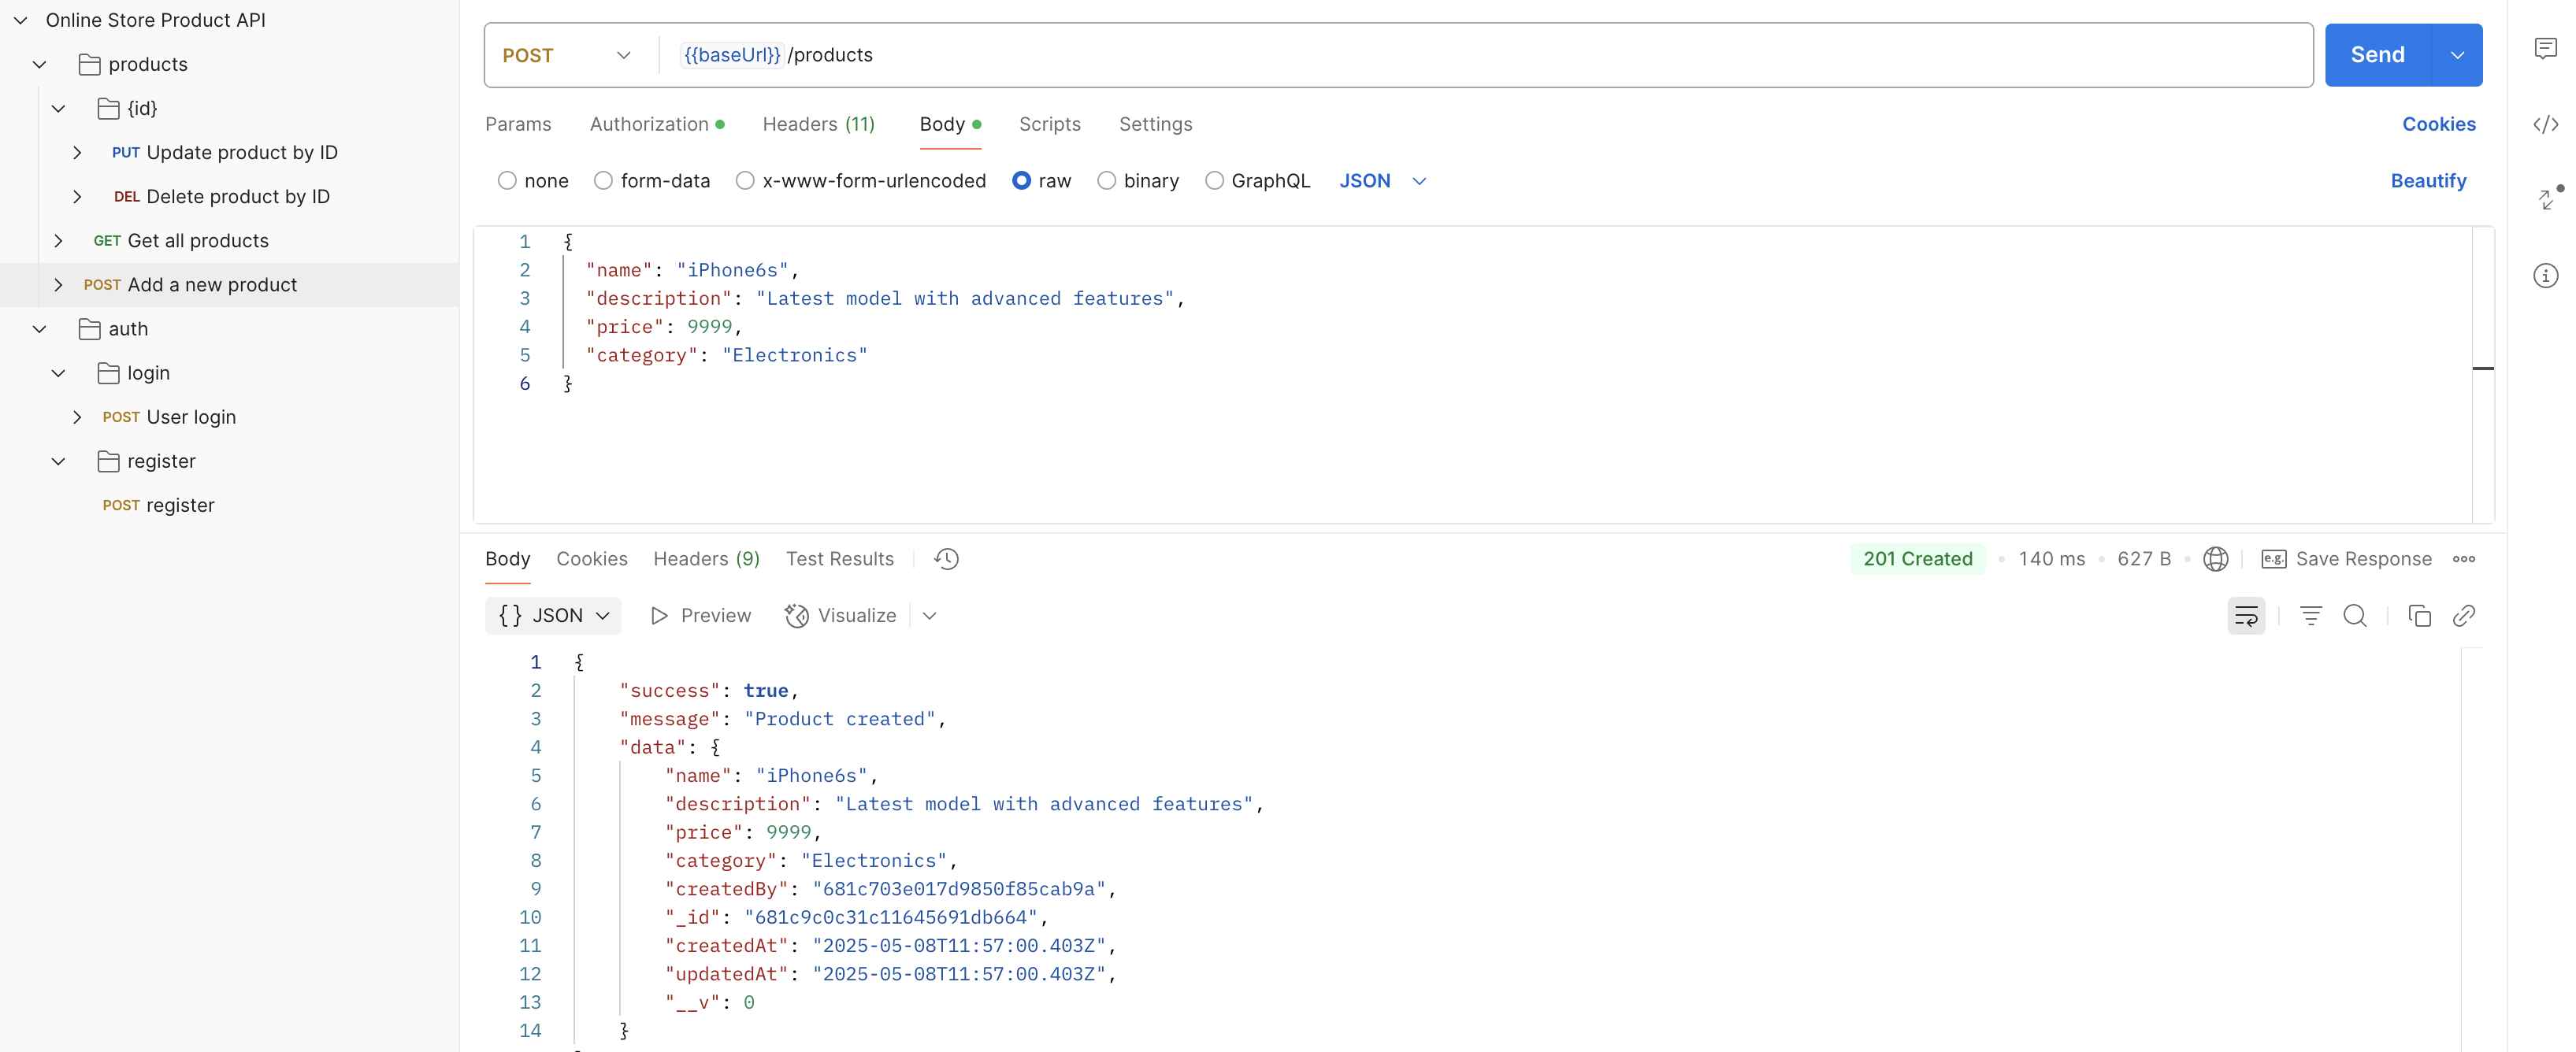 Online Store Product API
products
{id}
PUT Update product by ID
DEL Delete product by ID
GET Get all products
POST Add a new product
auth
login
POST User login
register
POST register
POST {{baseUrl}} /products Send
Params Authorization Headers (11) Body Scripts Settings Cookies
none form-data x-www-form-urlencoded raw binary GraphQL JSON Beautify
1 {
2 "name": "iPhone6s",
3 "description": "Latest model with advanced features",
4 "price": 9999,
5 "category": "Electronics"
6 }
Body Cookies Headers (9) Test Results 201 Created 140 ms 627 B e.g. Save Response
{} JSON Preview Visualize
1 {
2 "success": true,
3 "message": "Product created",
4 "data": {
5 "name": "iPhone6s",
6 "description": "Latest model with advanced features",
7 "price": 9999,
8 "category": "Electronics",
9 "createdBy": "681c703e017d9850f85cab9a",
10 "_id": "681c9c0c31c11645691db664",
11 "createdAt": "2025-05-08T11:57:00.403Z",
12 "updatedAt": "2025-05-08T11:57:00.403Z",
13 "__v": 0
14 }